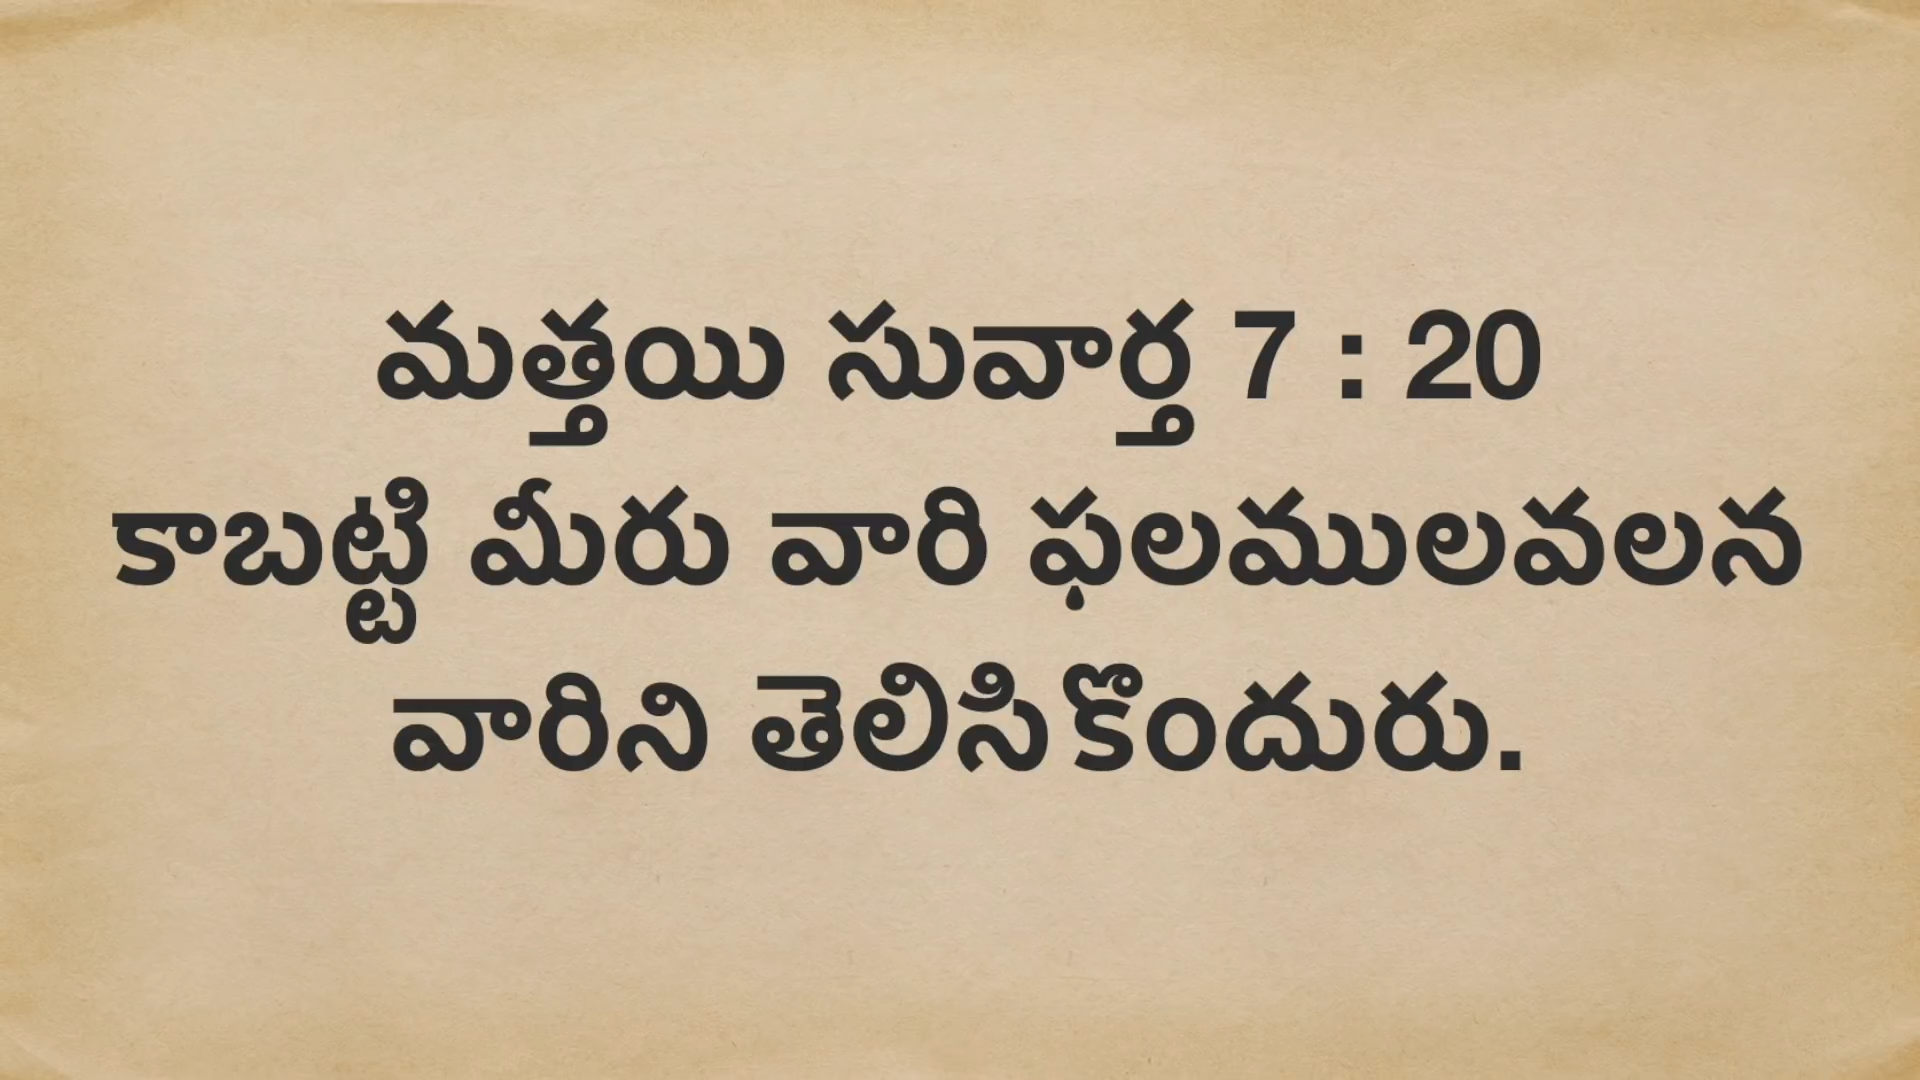 మత్తయి సువార్త 7 : 20
కాబట్టి మీరు వారి ఫలములవలన
వారిని తెలిసికొందురు.